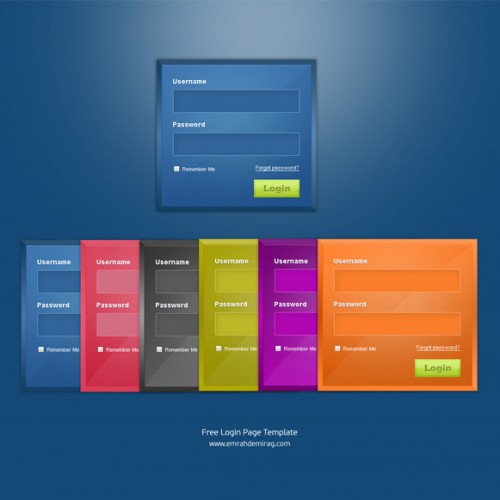 Username
Password
Remember Me
Forgot password?
Login
Username
Password
Remember Me
Username
Password
Remember Me
Username
Password
Remember Me
Username
Password
Remember Me
Username
Password
Remember Me
Username
Password
Remember Me
Forgot password?
Login
Free Login Page Template
www.emrahdemirag.com